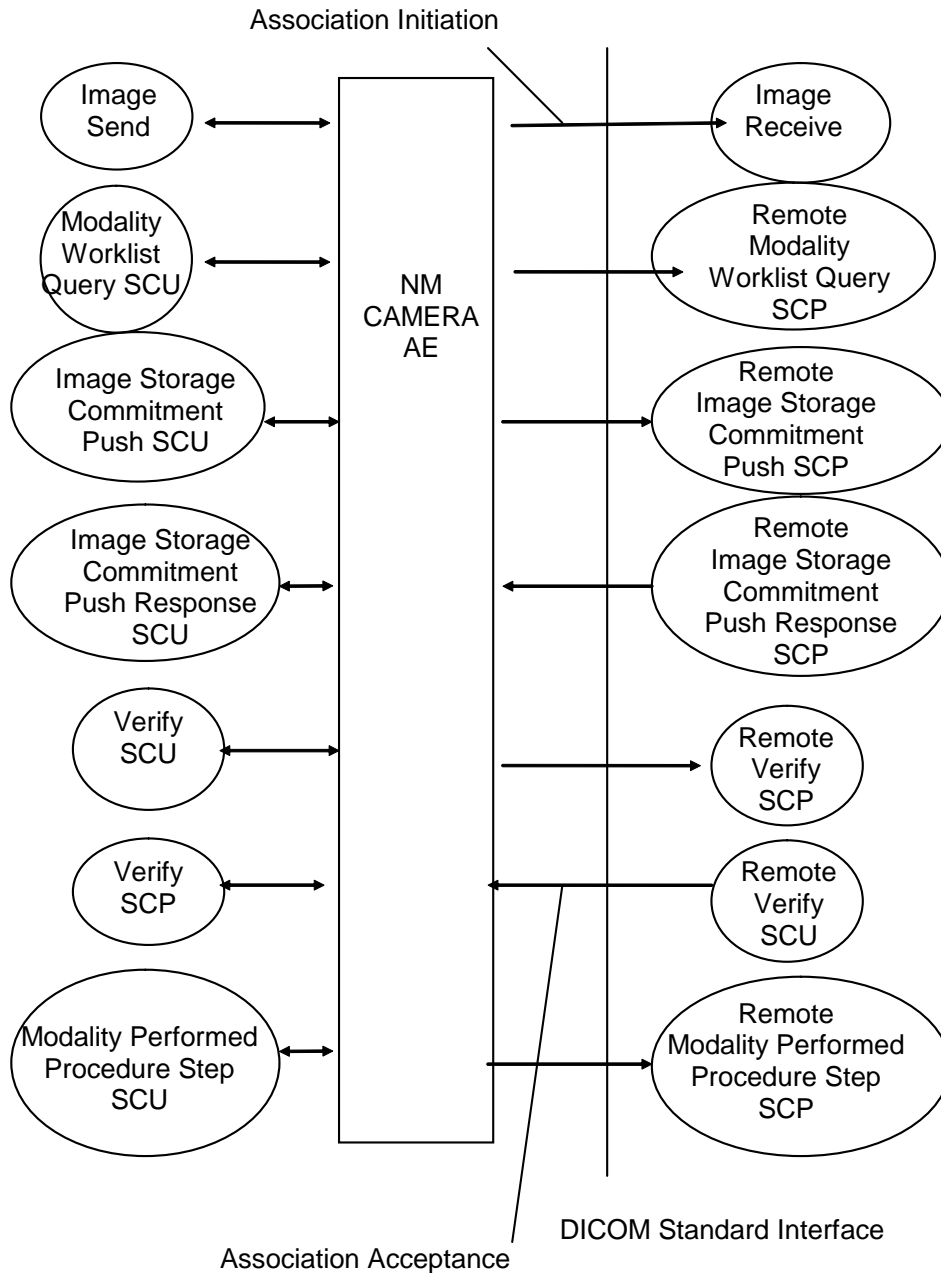 Association Initiation
Image
Send
Image
Receive
Modality
Worklist
Query SCU
Remote
Modality
Worklist Query
SCP
NM
CAMERA
AE
Image Storage
Commitment
Push SCU
Remote
Image Storage
Commitment
Push SCP
Image Storage
Commitment
Push Response
SCU
Remote
Image Storage
Commitment
Push Response
SCP
Verify
SCU
Remote
Verify
SCP
Verify
SCP
Remote
Verify
SCU
Modality Performed
Procedure Step
SCU
Remote
Modality Performed
Procedure Step
SCP
DICOM Standard Interface
Association Acceptance